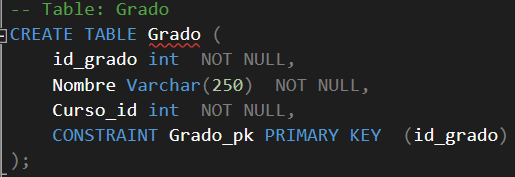 -- Table: Grado
CREATE TABLE Grado (
    id_grado int  NOT NULL,
    Nombre Varchar(250)  NOT NULL,
    Curso_id int  NOT NULL,
    CONSTRAINT Grado_pk PRIMARY KEY  (id_grado)
);